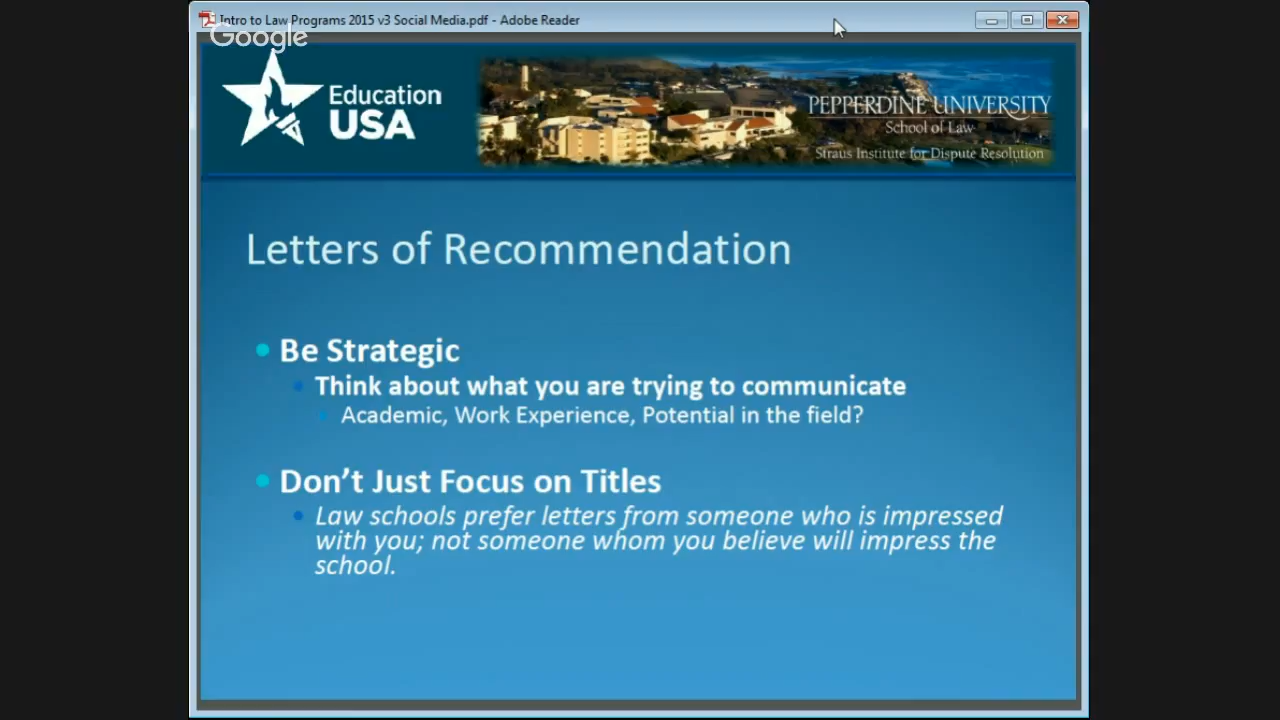 Intro to Law Programs 2015 v3 Social Media.pdf - Adobe Reader
Google
Education
USA
PEPPERDINE UNIVERSITY
School of Law
Straus Institute for Dispute Resolution
Letters of Recommendation
• Be Strategic
• Think about what you are trying to communicate
• Academic, Work Experience, Potential in the field?
• Don't Just Focus on Titles
• Law schools prefer letters from someone who is impressed
with you; not someone whom you believe will impress the
school.